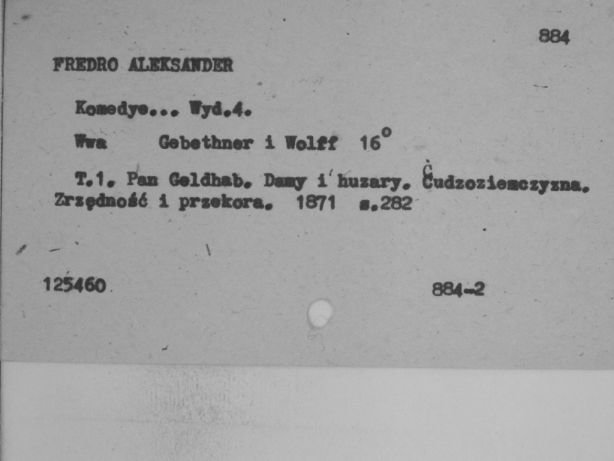 884
FREDRO ALEKSANDER
Komedye... Wyd.4.
Wwa Gebethner i Wolff 16°
T.1. Pan Geldhab. Damy i huzary. Cudzoziemczyzna.
Zrzędność i przekora. 1871 s.282
125460 884-2